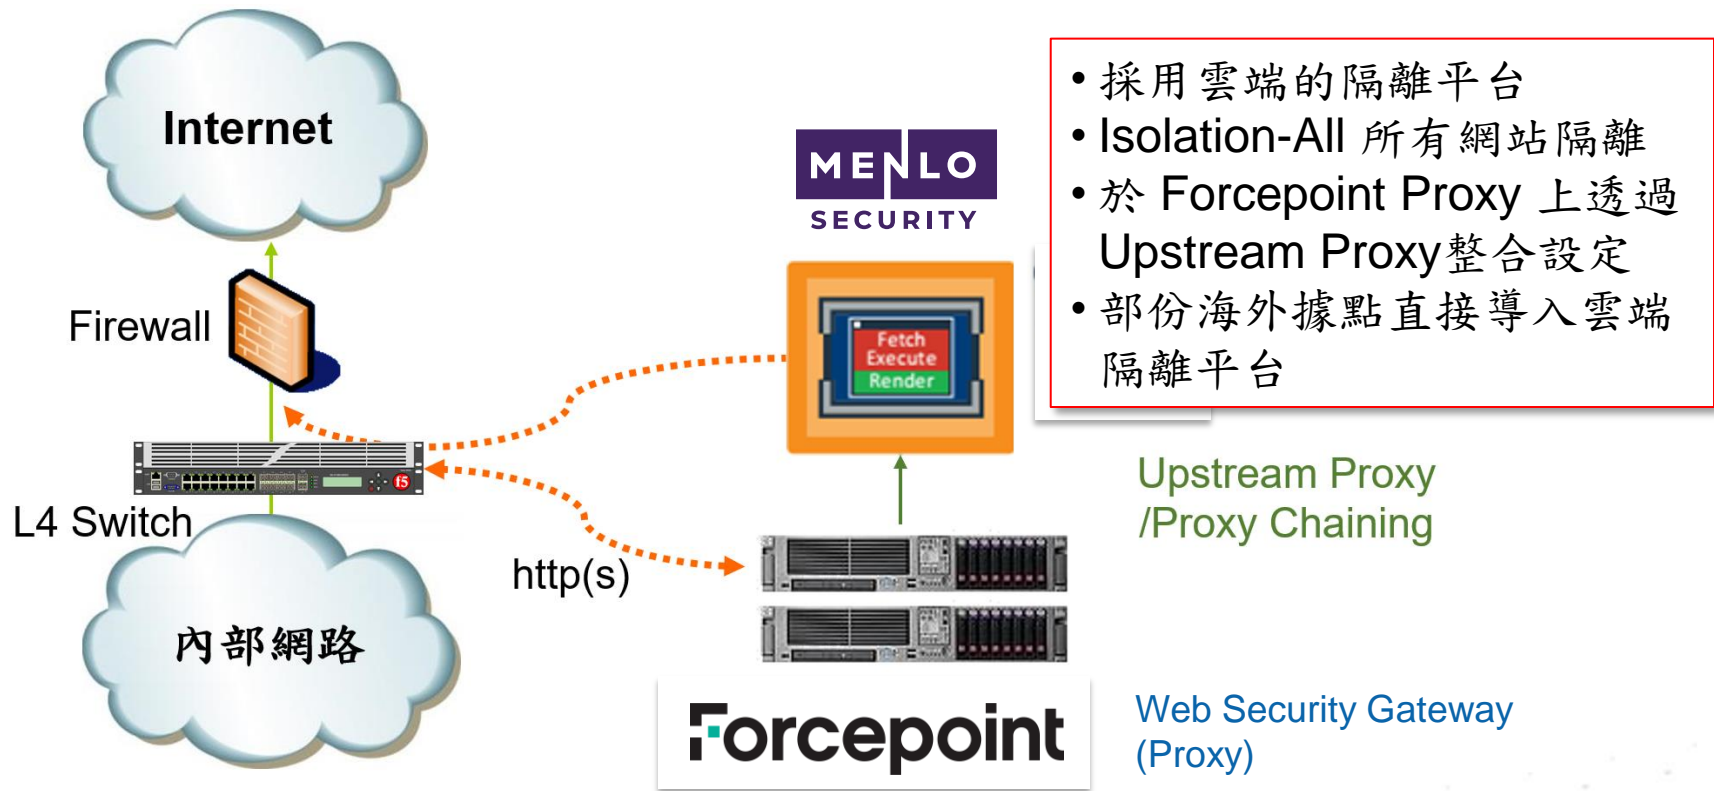 Internet
Firewall
L4 Switch
f5
內部網路
http(s)
MENLO
SECURITY
Fetch
Execute
Render
• 採用雲端的隔離平台
• Isolation-All 所有網站隔離
• 於 Forcepoint Proxy 上透過
Upstream Proxy整合設定
• 部份海外據點直接導入雲端
隔離平台
Upstream Proxy
/Proxy Chaining
Forcepoint
Web Security Gateway
(Proxy)